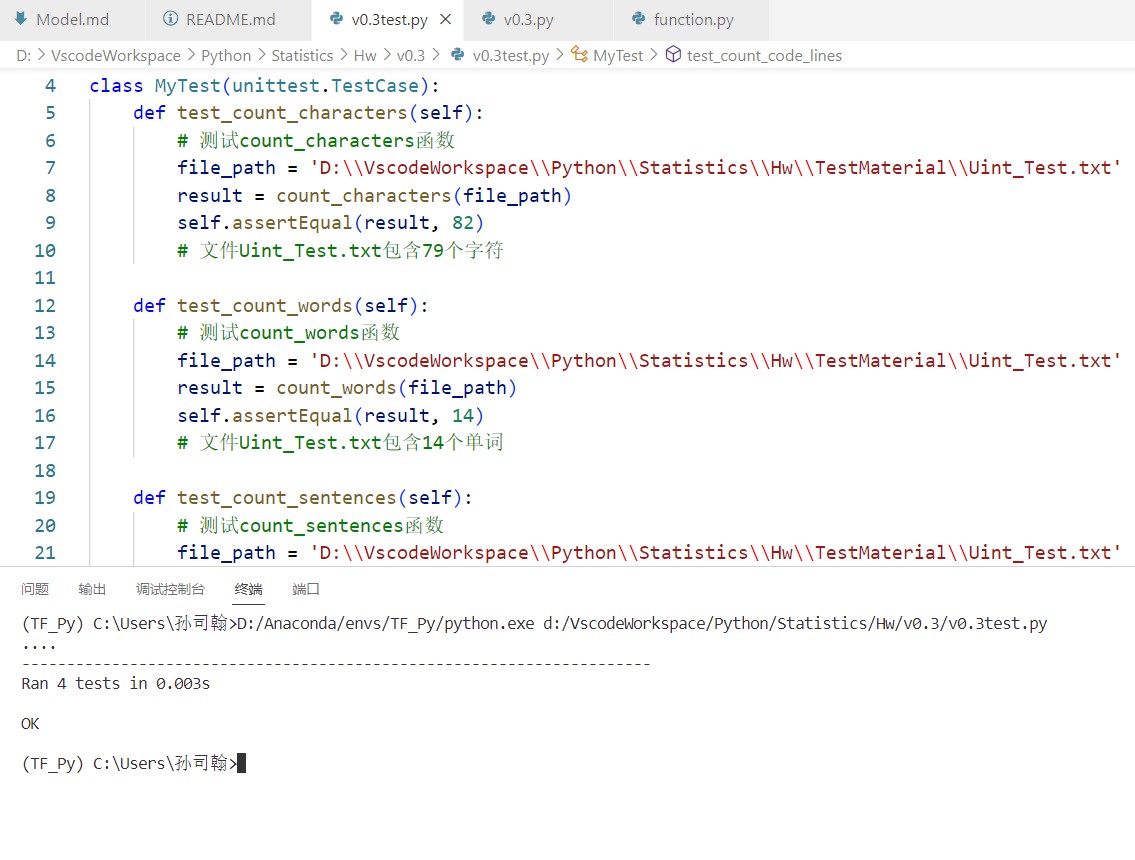 Model.md README.md v0.3test.py v0.3.py function.py
D: > VscodeWorkspace > Python > Statistics > Hw > v0.3 > v0.3test.py > MyTest > test_count_code_lines
4 class MyTest(unittest.TestCase):
5 def test_count_characters(self):
6 # 测试count_characters函数
7 file_path = 'D:\\VscodeWorkspace\\Python\\Statistics\\Hw\\TestMaterial\\Uint_Test.txt'
8 result = count_characters(file_path)
9 self.assertEqual(result, 82)
10 # 文件Uint_Test.txt包含79个字符
11
12 def test_count_words(self):
13 # 测试count_words函数
14 file_path = 'D:\\VscodeWorkspace\\Python\\Statistics\\Hw\\TestMaterial\\Uint_Test.txt'
15 result = count_words(file_path)
16 self.assertEqual(result, 14)
17 # 文件Uint_Test.txt包含14个单词
18
19 def test_count_sentences(self):
20 # 测试count_sentences函数
21 file_path = 'D:\\VscodeWorkspace\\Python\\Statistics\\Hw\\TestMaterial\\Uint_Test.txt'
问题 输出 调试控制台 终端 端口
(TF_Py) C:\Users\孙司翰>D:/Anaconda/envs/TF_Py/python.exe d:/VscodeWorkspace/Python/Statistics/Hw/v0.3/v0.3test.py
....
----------------------------------------------------------------------
Ran 4 tests in 0.003s
OK
(TF_Py) C:\Users\孙司翰>